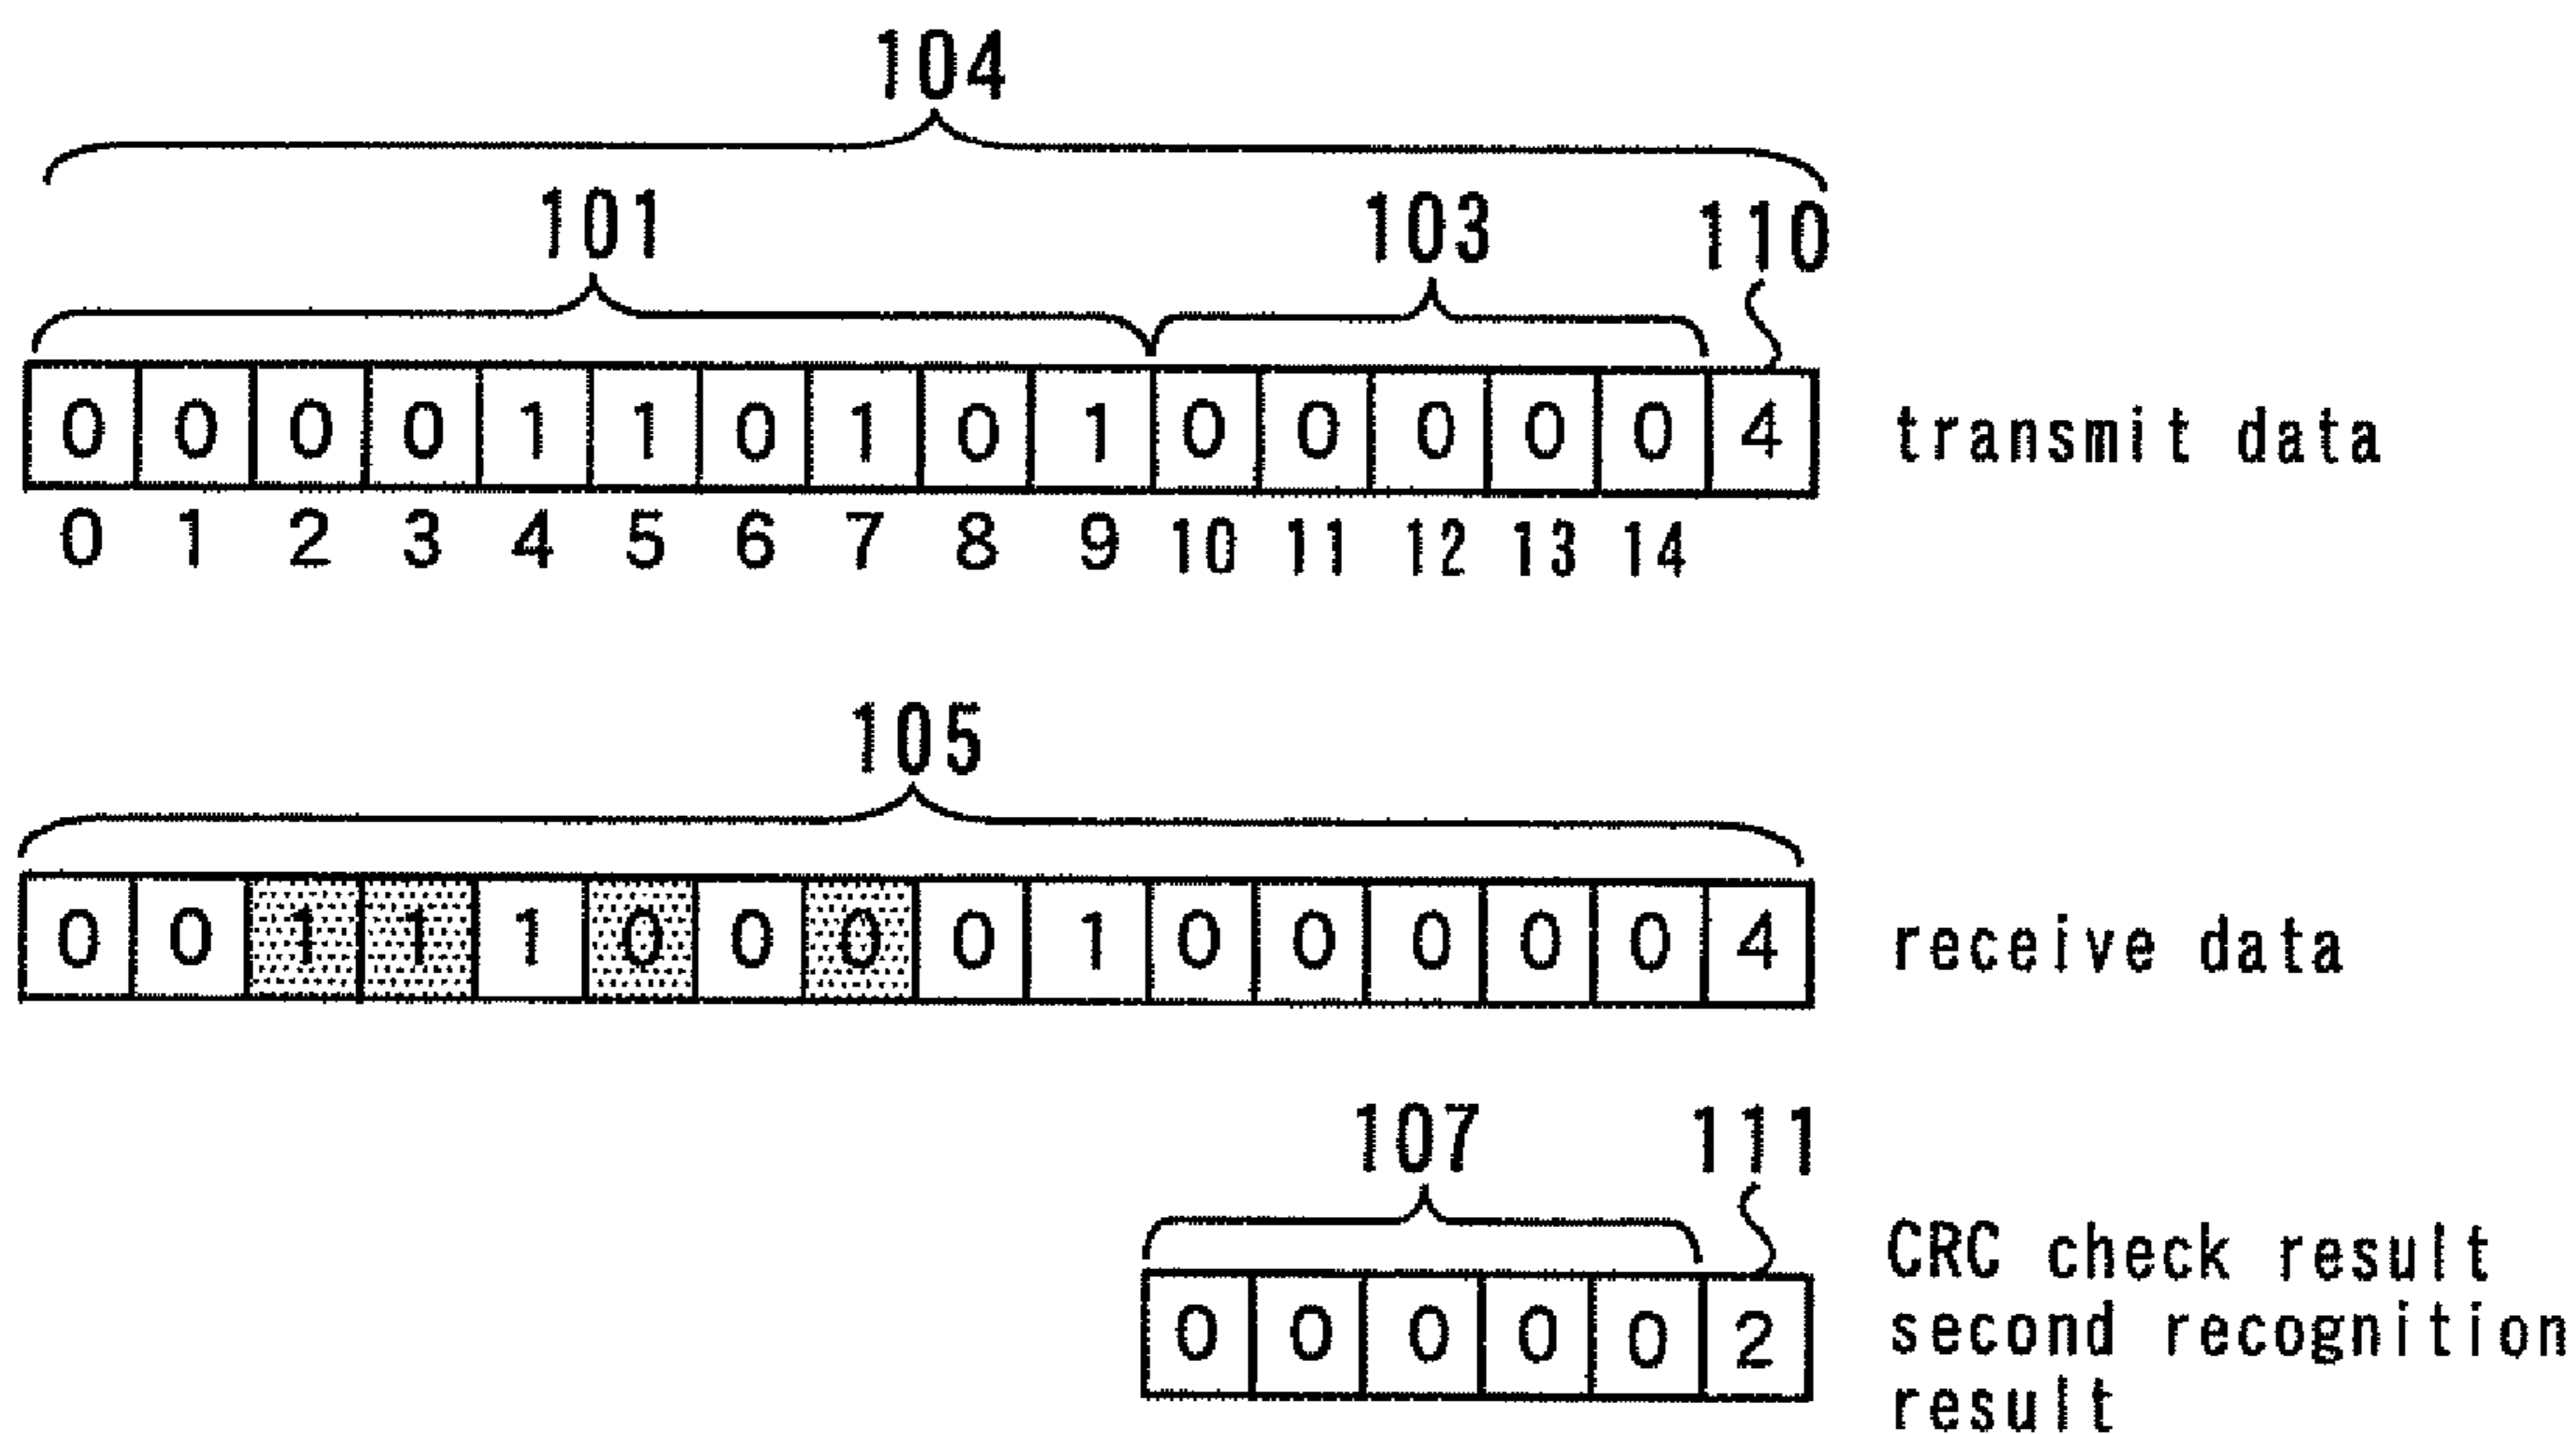 104
101 103 110
0 0 0 0 1 1 0 1 0 1 0 0 0 0 0 4 transmit data
0 1 2 3 4 5 6 7 8 9 10 11 12 13 14
105
0 0 1 1 1 0 0 0 0 1 0 0 0 0 0 4 receive data
107 111
0 0 0 0 0 2
CRC check result
second recognition
result